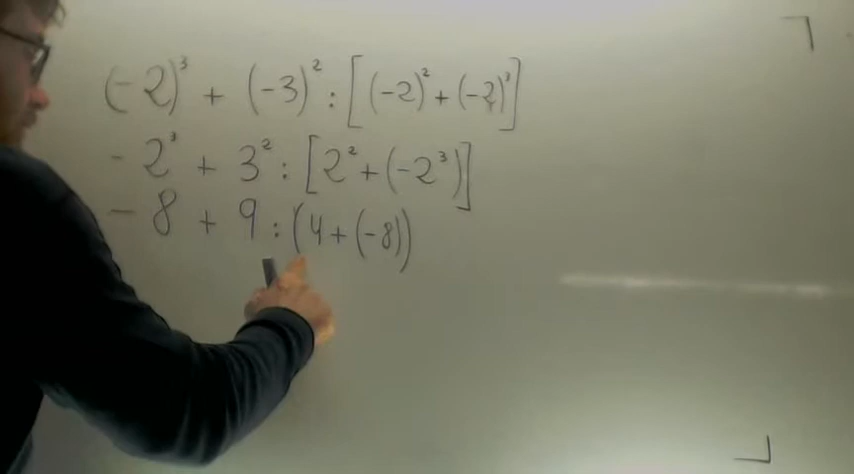 (-2)³ + (-3)² : [(-2)² + (-2)³]
- 2³ + 3² : [2² + (-2³)]
- 8 + 9 : (4 + (-8))